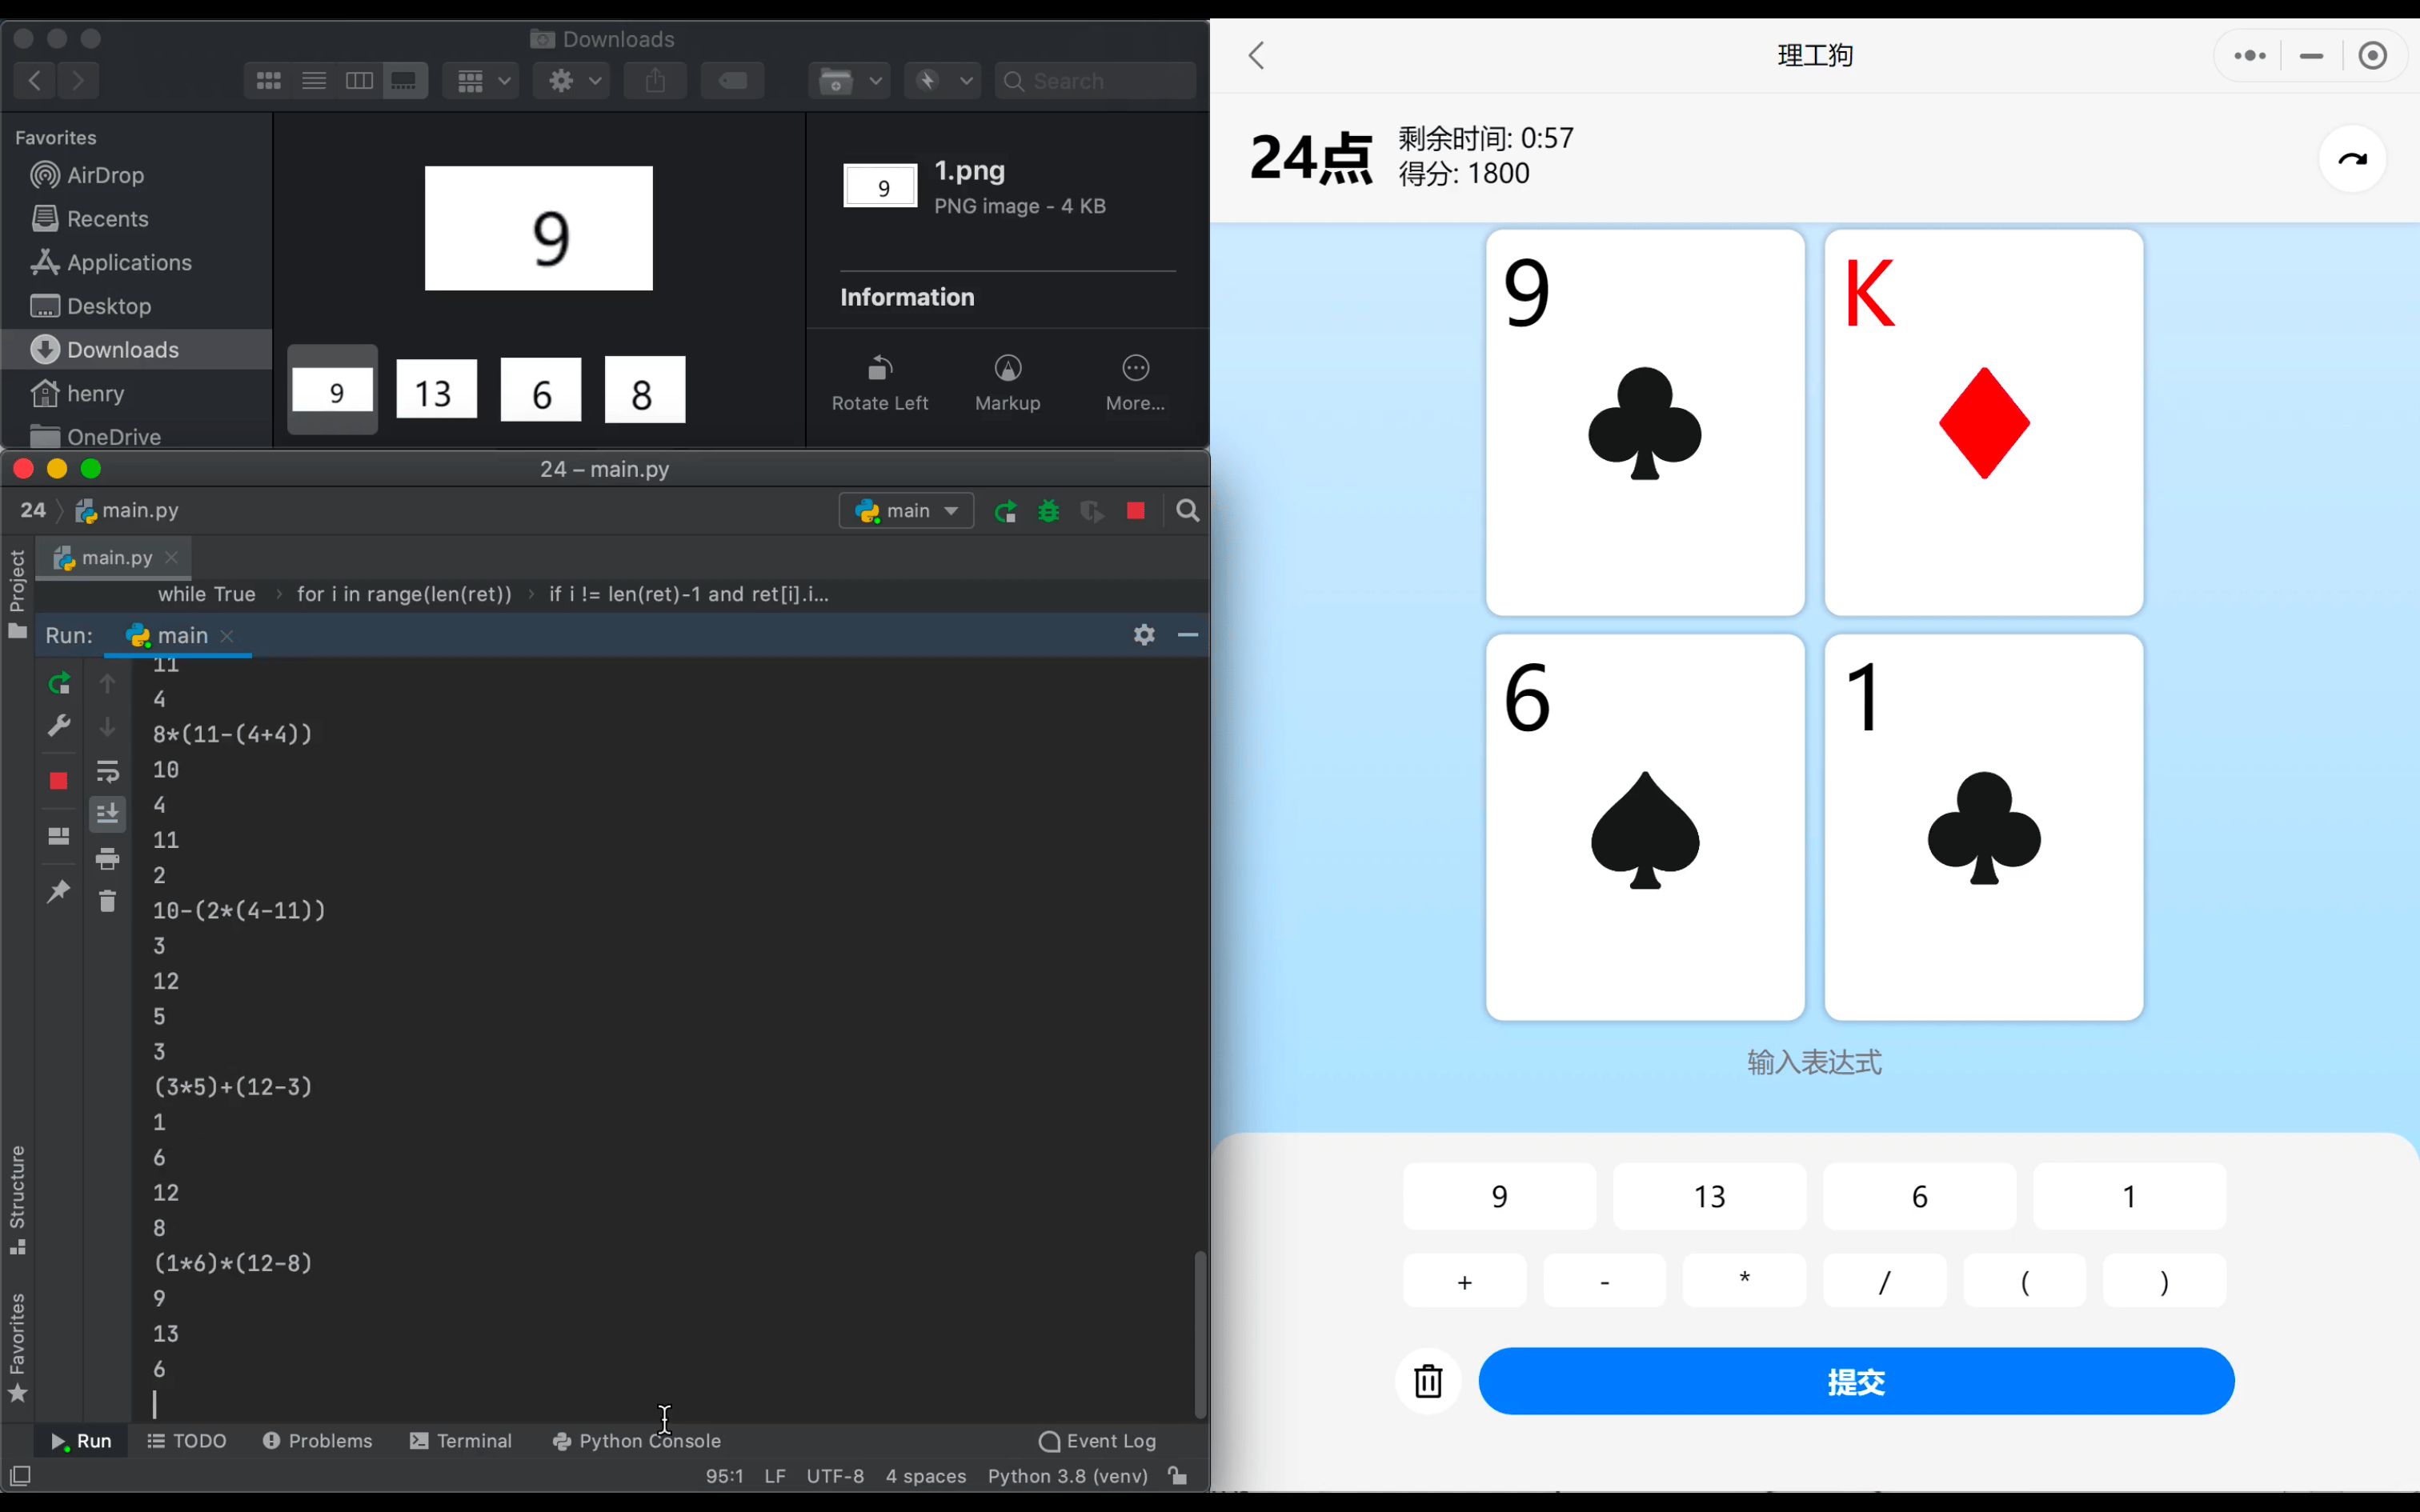 Downloads
Search
Favorites
AirDrop
Recents
Applications
Desktop
Downloads
henry
OneDrive
9
9
13
6
8
9
1.png
PNG image - 4 KB
Information
Rotate Left
Markup
More...
24 – main.py
24
main.py
main
main.py
while True
for i in range(len(ret))
if i != len(ret)-1 and ret[i].i...
Project
Structure
Favorites
Run:
main
11
4
8*(11-(4+4))
10
4
11
2
10-(2*(4-11))
3
12
5
3
(3*5)+(12-3)
1
6
12
8
(1*6)*(12-8)
9
13
6
Run
TODO
Problems
Terminal
Python Console
Event Log
95:1 LF UTF-8 4 spaces Python 3.8 (venv)
理工狗
24点
剩余时间: 0:57
得分: 1800
9
K
6
1
输入表达式
9 13 6 1
+ - * / ( )
提交